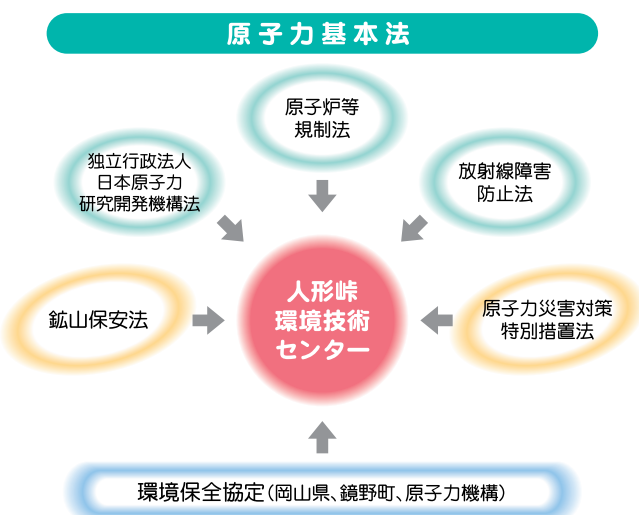 原子力基本法
原子炉等
規制法
独立行政法人
日本原子力
研究開発機構法
放射線障害
防止法
鉱山保安法
人形峠
環境技術
センター
原子力災害対策
特別措置法
環境保全協定（岡山県、鏡野町、原子力機構）